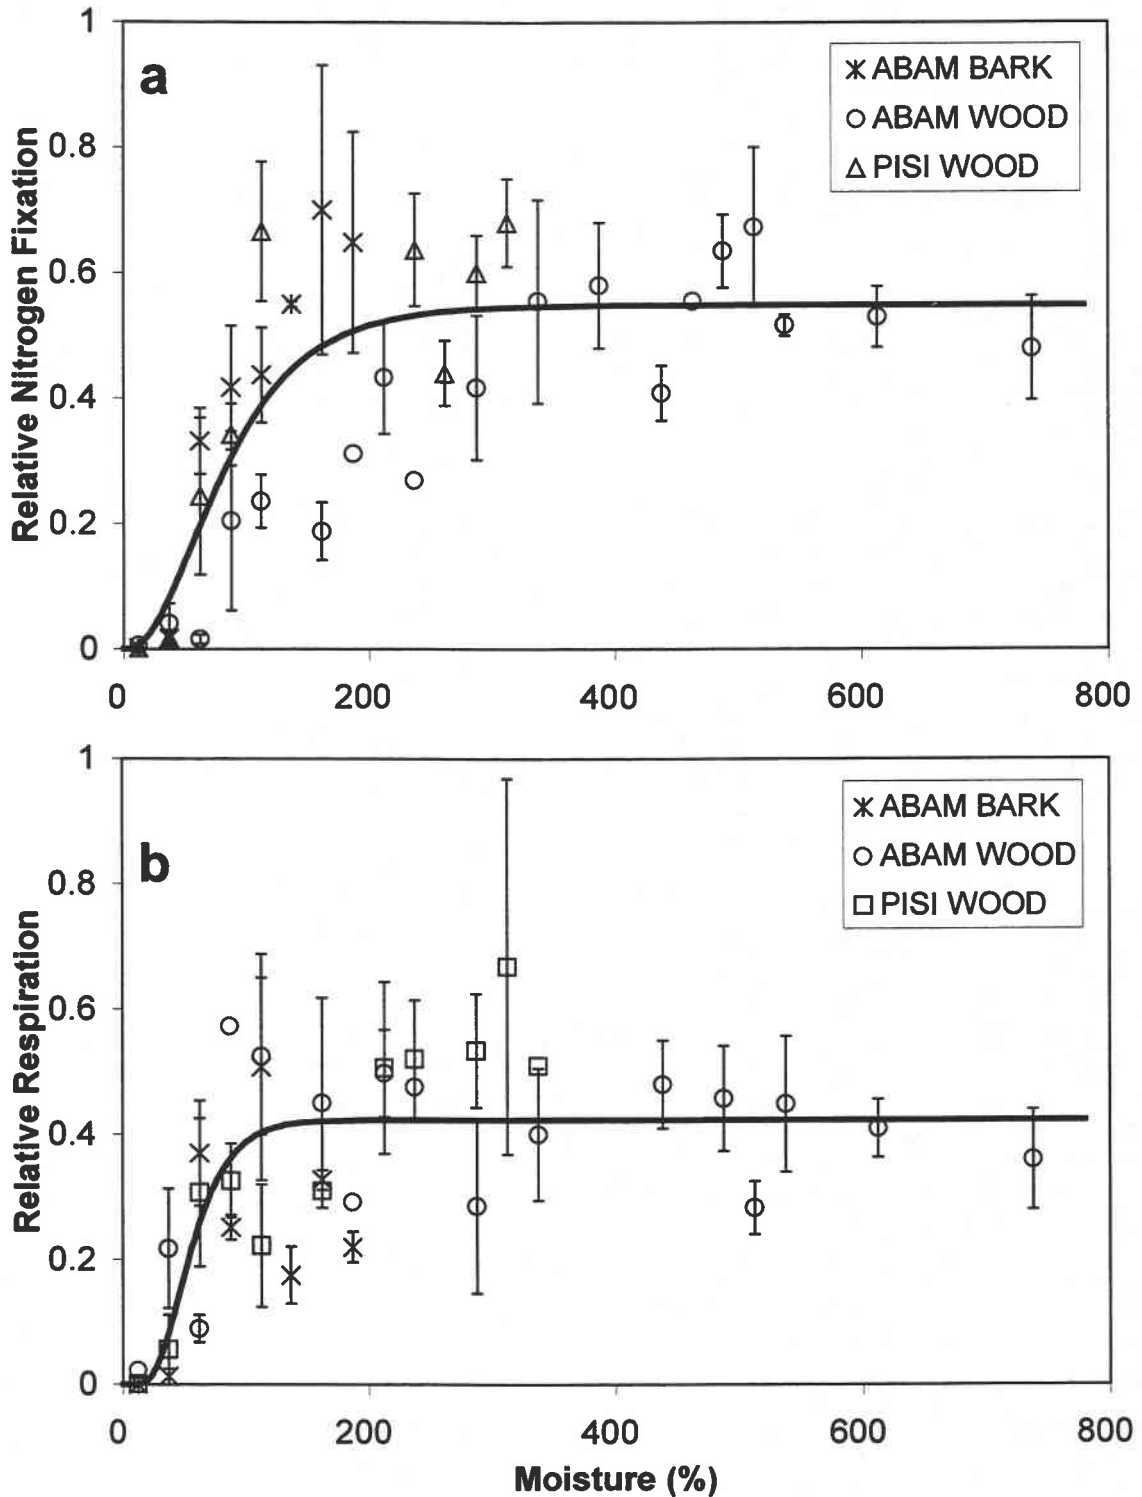 a
ABAM BARK
ABAM WOOD
PISI WOOD
Relative Nitrogen Fixation
1
0.8
0.6
0.4
0.2
0
0 200 400 600 800
b
ABAM BARK
ABAM WOOD
PISI WOOD
Relative Respiration
1
0.8
0.6
0.4
0.2
0
0 200 400 600 800
Moisture (%)